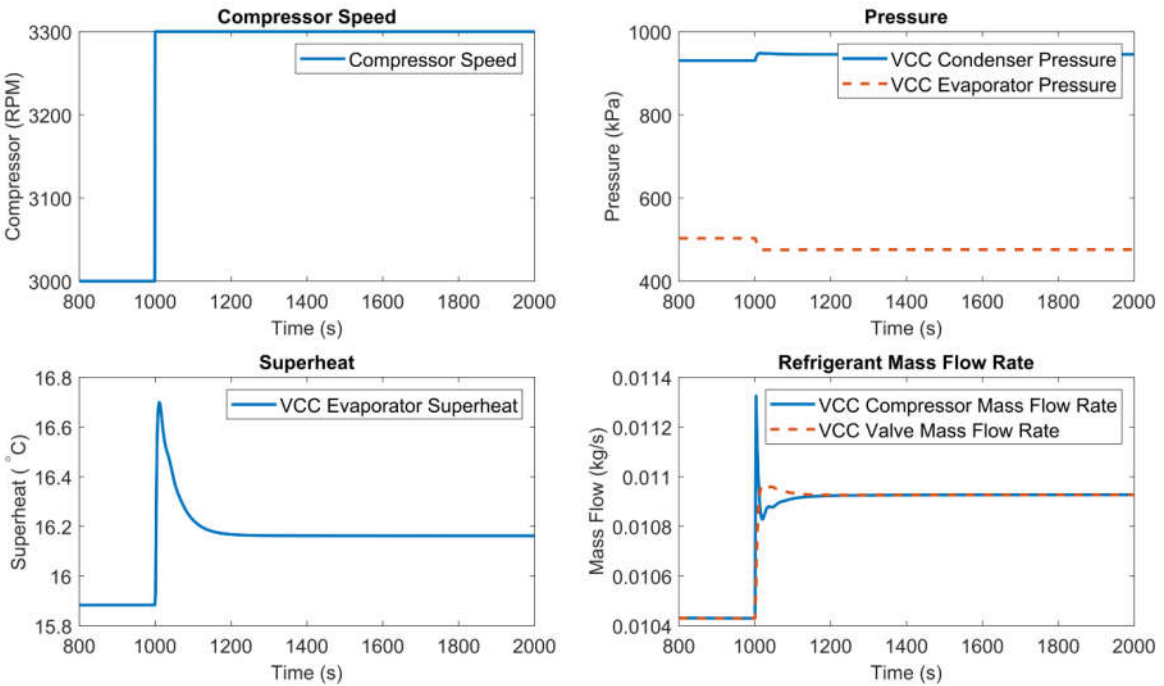 Compressor Speed
3300
3200
3100
3000
800 1000 1200 1400 1600 1800 2000
Compressor (RPM)
Time (s)
Compressor Speed
Pressure
1000
800
600
400
800 1000 1200 1400 1600 1800 2000
Pressure (kPa)
Time (s)
VCC Condenser Pressure
VCC Evaporator Pressure
Superheat
16.8
16.6
16.4
16.2
16
15.8
800 1000 1200 1400 1600 1800 2000
Superheat (°C)
Time (s)
VCC Evaporator Superheat
Refrigerant Mass Flow Rate
0.0114
0.0112
0.011
0.0108
0.0106
0.0104
800 1000 1200 1400 1600 1800 2000
Mass Flow (kg/s)
Time (s)
VCC Compressor Mass Flow Rate
VCC Valve Mass Flow Rate